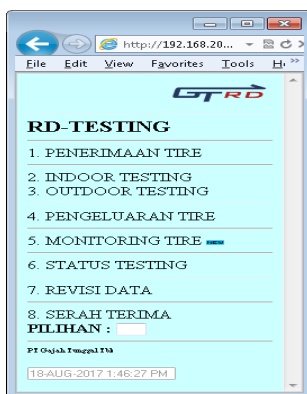 http://192.168.20...
File Edit View Favorites Tools
GTRD
RD-TESTING
1. PENERIMAAN TIRE
2. INDOOR TESTING
3. OUTDOOR TESTING
4. PENGELUARAN TIRE
5. MONITORING TIRE NEW
6. STATUS TESTING
7. REVISI DATA
8. SERAH TERIMA
PILIHAN :
PT Gajah Tunggal Tbk
18-AUG-2017 1:46:27 PM